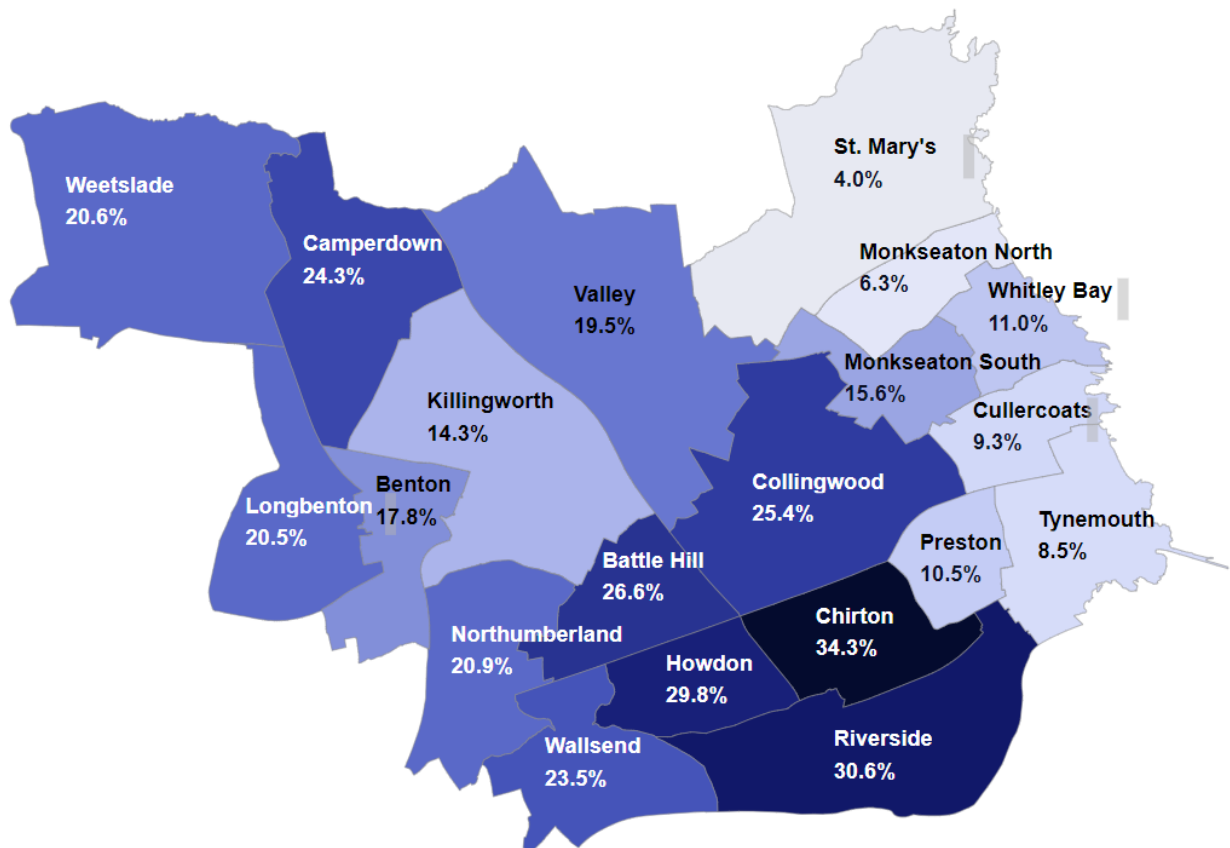 St. Mary's
4.0%
Weetslade
20.6%
Camperdown
24.3%
Monkseaton North
6.3%
Valley
19.5%
Whitley Bay
11.0%
Monkseaton South
15.6%
Killingworth
14.3%
Cullercoats
9.3%
Collingwood
25.4%
Benton
17.8%
Longbenton
20.5%
Tynemouth
8.5%
Preston
10.5%
Battle Hill
26.6%
Chirton
34.3%
Northumberland
20.9%
Howdon
29.8%
Riverside
30.6%
Wallsend
23.5%